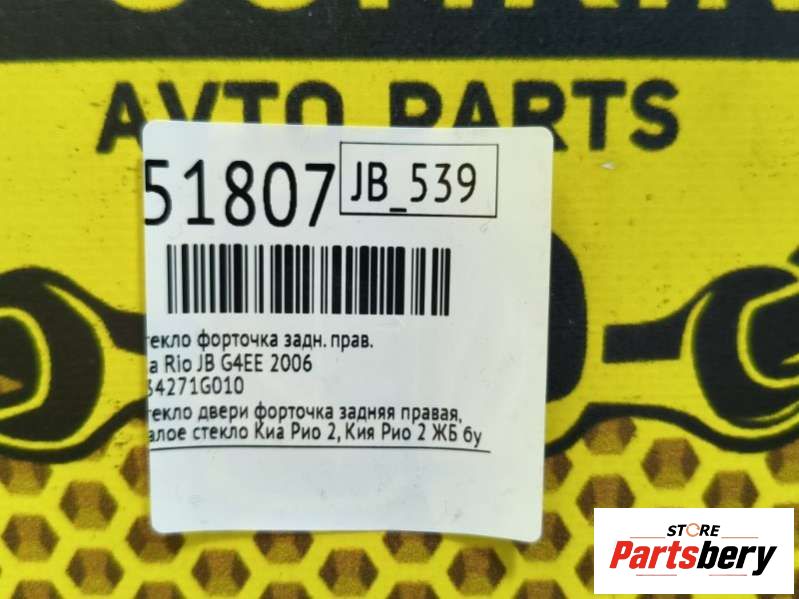 AVTO PARTS
51807
JB_539
текло форточка задн. прав.
a Rio JB G4EE 2006
34271G010
текло двери форточка задняя правая,
алое стекло Киа Рио 2, Кия Рио 2 ЖБ бу
STORE
Partsbery